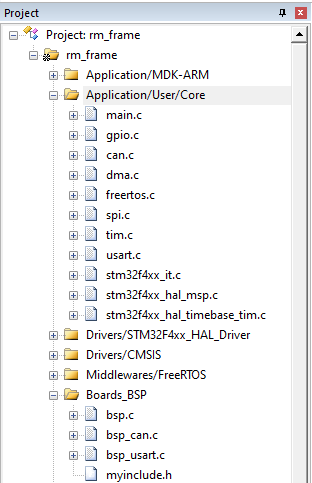 Project
Project: rm_frame
rm_frame
Application/MDK-ARM
Application/User/Core
main.c
gpio.c
can.c
dma.c
freertos.c
spi.c
tim.c
usart.c
stm32f4xx_it.c
stm32f4xx_hal_msp.c
stm32f4xx_hal_timebase_tim.c
Drivers/STM32F4xx_HAL_Driver
Drivers/CMSIS
Middlewares/FreeRTOS
Boards_BSP
bsp.c
bsp_can.c
bsp_usart.c
myinclude.h